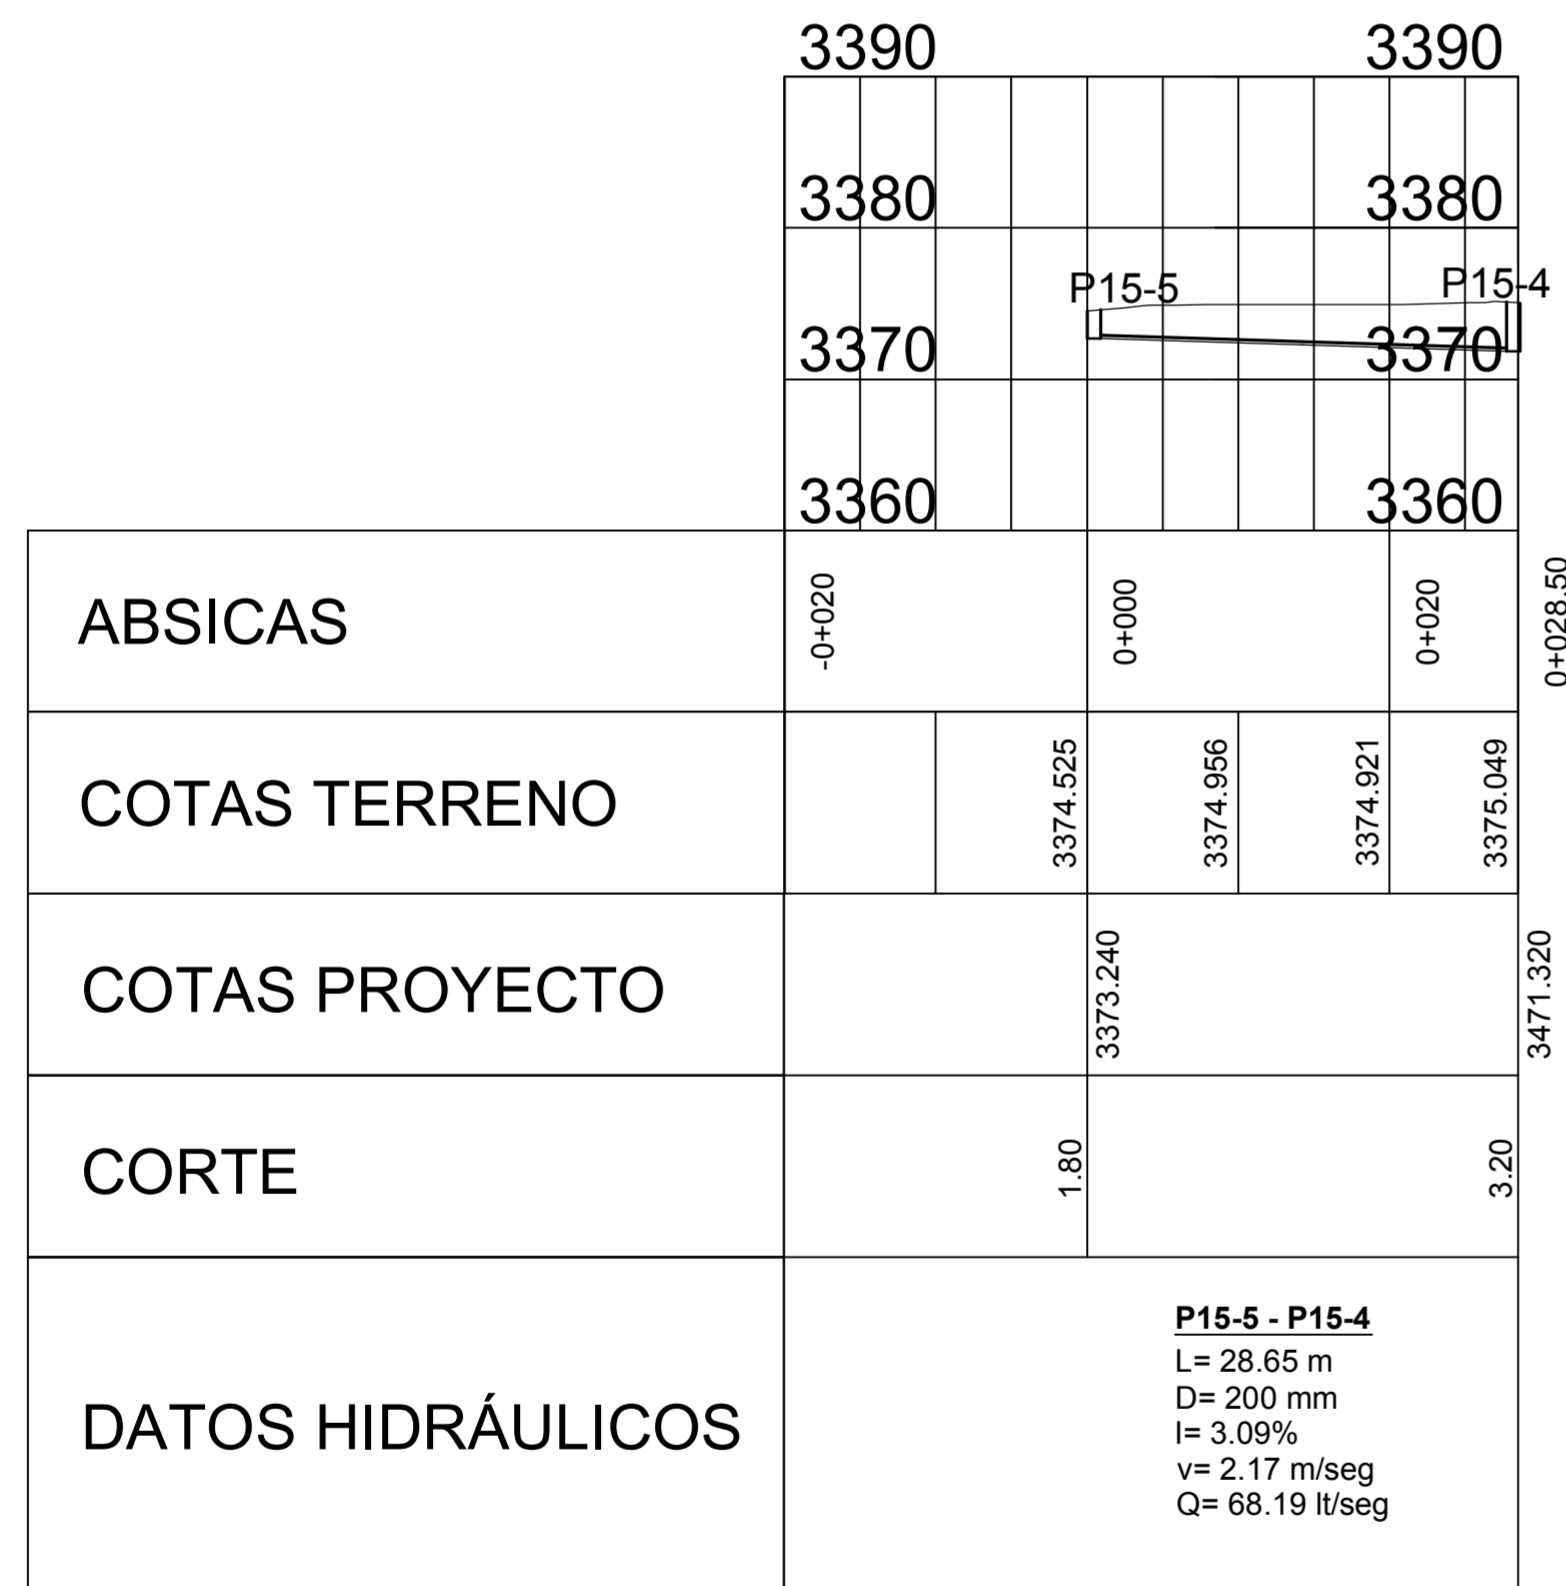 3390 3390
3380 3380
P15-5 P15-4
3370 3370
3360 3360
ABSICAS -0+020 0+000 0+020 0+028.50
COTAS TERRENO 3374.525 3374.956 3374.921 3375.049
COTAS PROYECTO 3373.240 3471.320
CORTE 1.80 3.20
DATOS HIDRÁULICOS
P15-5 - P15-4
L= 28.65 m
D= 200 mm
I= 3.09%
v= 2.17 m/seg
Q= 68.19 lt/seg